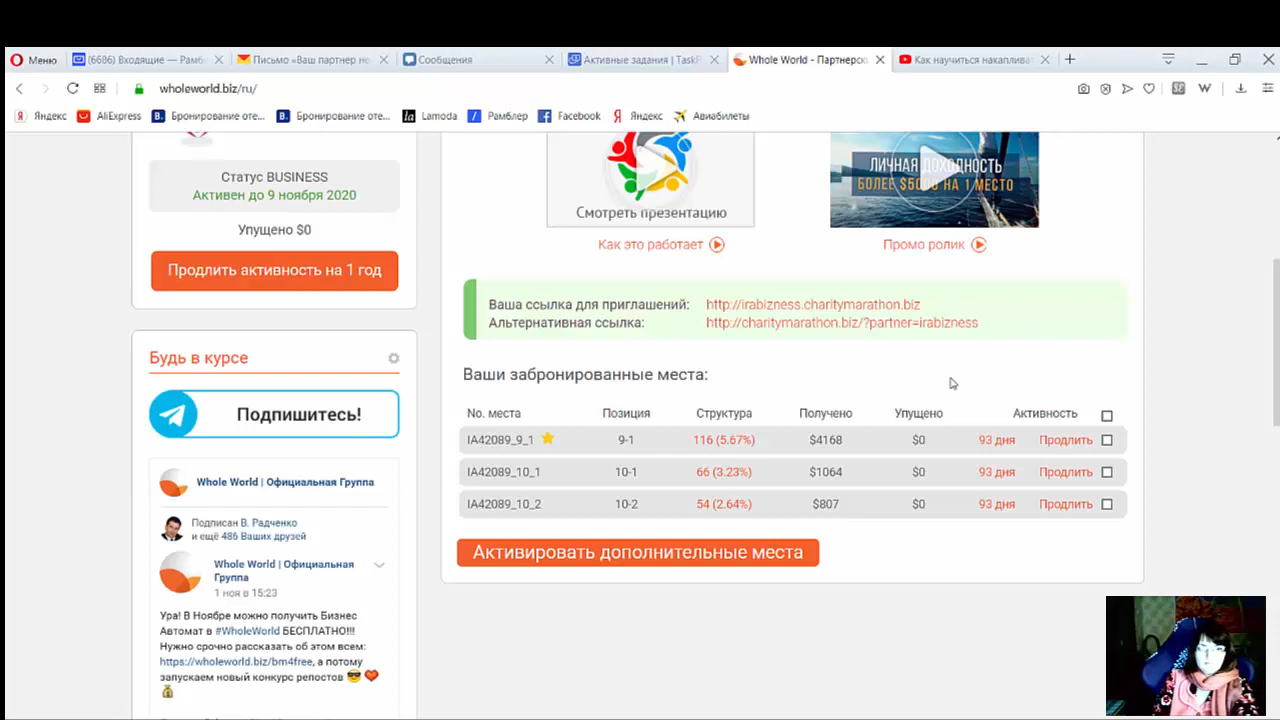 Меню
(6686) Входящие — Рамб
Письмо «Ваш партнер не
Сообщения
Активные задания | TaskP
Whole World - Партнерск
Как научиться накаплива
wholeworld.biz/ru/
Яндекс
AliExpress
Бронирование оте...
Бронирование оте...
Lamoda
Рамблер
Facebook
Яндекс
Авиабилеты
Статус BUSINESS
Активен до 9 ноября 2020
Упущено $0
Продлить активность на 1 год
Смотреть презентацию
Как это работает
ЛИЧНАЯ ДОХОДНОСТЬ
БОЛЕЕ $5000 НА 1 МЕСТО
Промо ролик
Ваша ссылка для приглашений: http://irabizness.charitymarathon.biz
Альтернативная ссылка: http://charitymarathon.biz/?partner=irabizness
Ваши забронированные места:
No. места Позиция Структура Получено Упущено Активность
IA42089_9_1 9-1 116 (5.67%) $4168 $0 93 дня Продлить
IA42089_10_1 10-1 66 (3.23%) $1064 $0 93 дня Продлить
IA42089_10_2 10-2 54 (2.64%) $807 $0 93 дня Продлить
Активировать дополнительные места
Будь в курсе
Подпишитесь!
Whole World | Официальная Группа
Подписан В. Радченко
и ещё 486 Ваших друзей
Whole World | Официальная
Группа
1 ноя в 15:23
Ура! В Ноябре можно получить Бизнес
Автомат в #WholeWorld БЕСПЛАТНО!!!
Нужно срочно рассказать об этом всем:
https://wholeworld.biz/bm4free, а потому
запускаем новый конкурс репостов